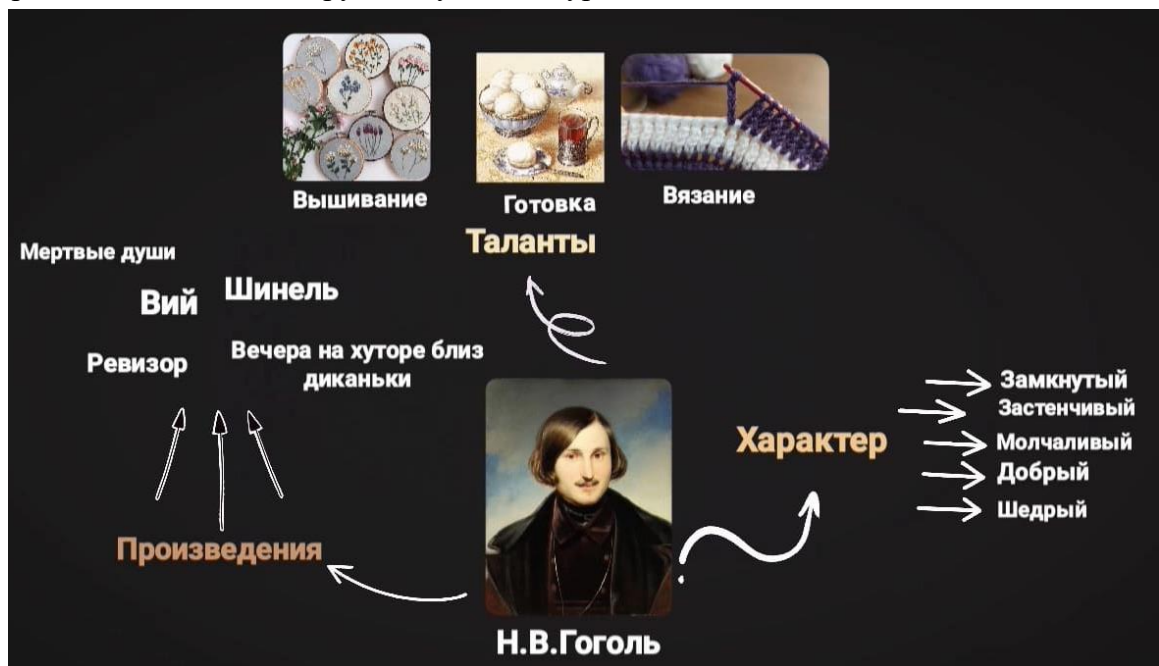 Вышивание
Готовка
Вязание
Таланты
Мертвые души
Вий
Шинель
Ревизор
Вечера на хуторе близ
диканьки
Произведения
Характер
Замкнутый
Застенчивый
Молчаливый
Добрый
Шедрый
Н.В.Гоголь